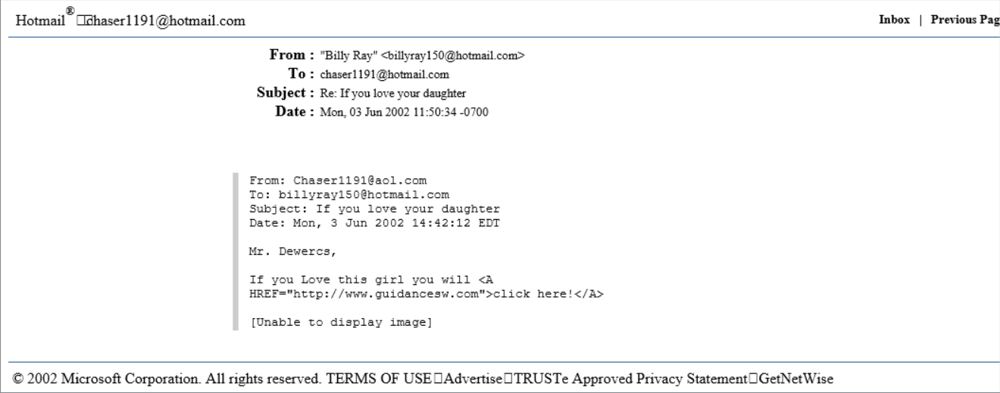 Hotmail® □□chaser1191@hotmail.com
Inbox | Previous Pag
From : "Billy Ray" <billyray150@hotmail.com>
To : chaser1191@hotmail.com
Subject : Re: If you love your daughter
Date : Mon, 03 Jun 2002 11:50:34 -0700
From: Chaser1191@aol.com
To: billyray150@hotmail.com
Subject: If you love your daughter
Date: Mon, 3 Jun 2002 14:42:12 EDT
Mr. Dewercs,
If you Love this girl you will <A
HREF="http://www.guidancesw.com">click here!</A>
[Unable to display image]
© 2002 Microsoft Corporation. All rights reserved. TERMS OF USE□Advertise□TRUSTe Approved Privacy Statement□GetNetWise